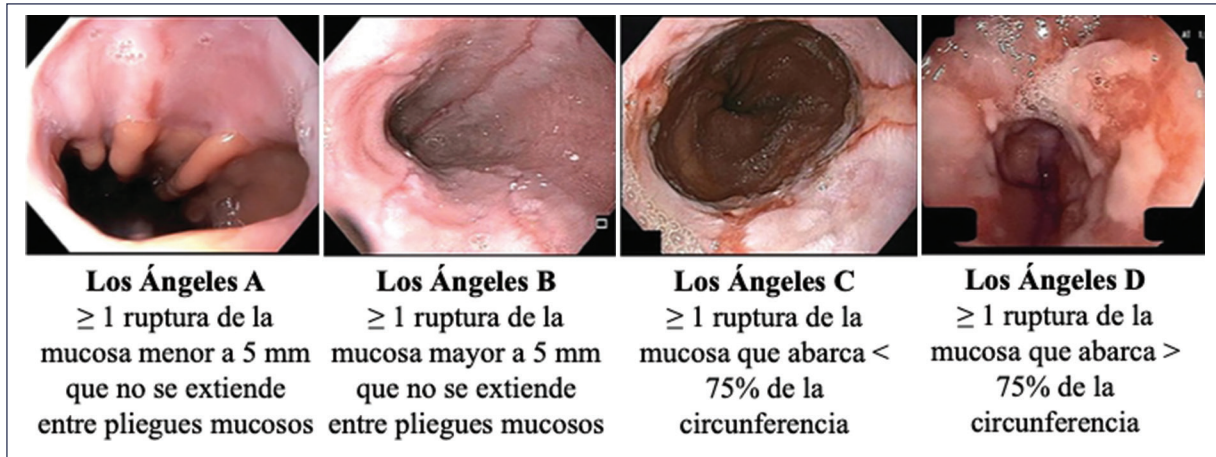 Los Ángeles A
≥ 1 ruptura de la
mucosa menor a 5 mm
que no se extiende
entre pliegues mucosos
Los Ángeles B
≥ 1 ruptura de la
mucosa mayor a 5 mm
que no se extiende
entre pliegues mucosos
Los Ángeles C
≥ 1 ruptura de la
mucosa que abarca <
75% de la
circunferencia
Los Ángeles D
≥ 1 ruptura de la
mucosa que abarca >
75% de la
circunferencia